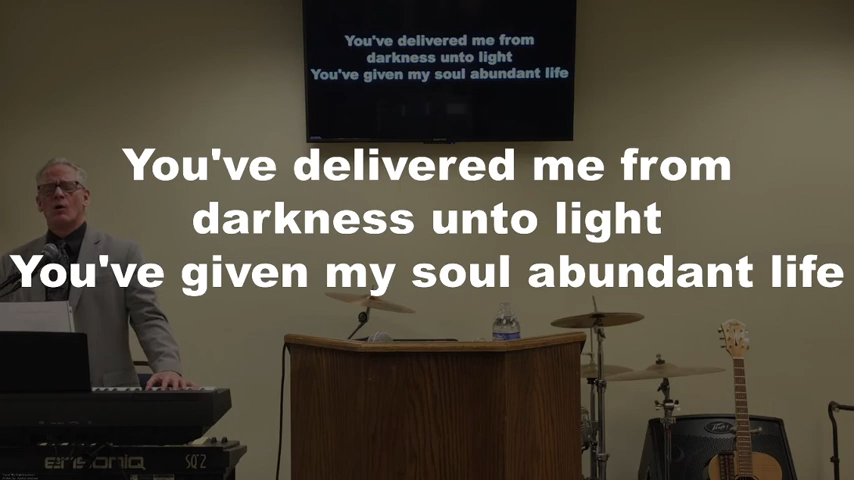 You've delivered me from
darkness unto light
You've given my soul abundant life
You've delivered me from
darkness unto light
You've given my soul abundant life
ensoniq SQ2